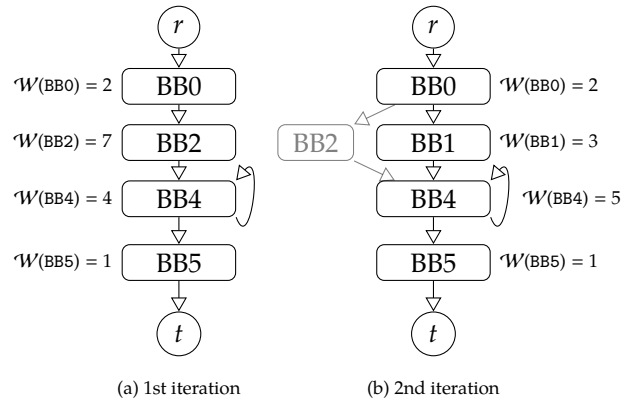 r
r
𝒲(BB0) = 2 BB0
BB0 𝒲(BB0) = 2
𝒲(BB2) = 7 BB2
BB2 BB1 𝒲(BB1) = 3
𝒲(BB4) = 4 BB4
BB4 𝒲(BB4) = 5
𝒲(BB5) = 1 BB5
BB5 𝒲(BB5) = 1
t
t
(a) 1st iteration
(b) 2nd iteration